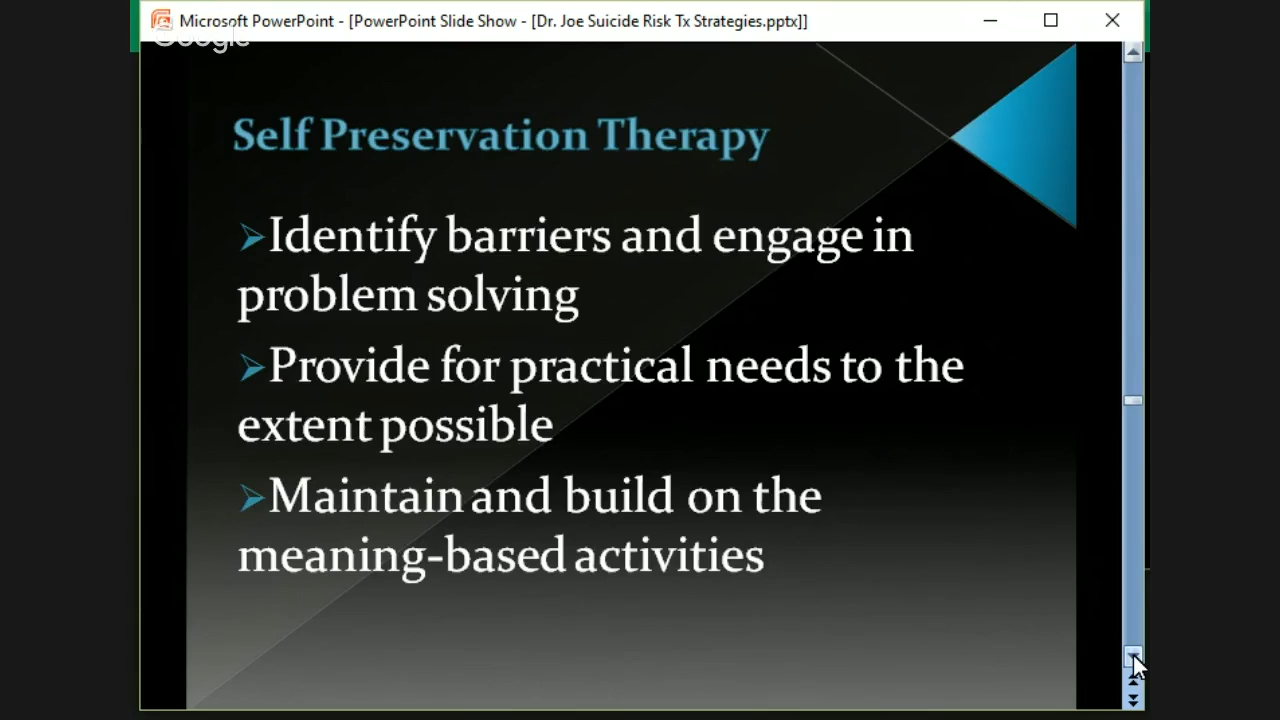 Microsoft PowerPoint - [PowerPoint Slide Show - [Dr. Joe Suicide Risk Tx Strategies.pptx]]
Google
Self Preservation Therapy
➢Identify barriers and engage in
problem solving
➢Provide for practical needs to the
extent possible
➢Maintain and build on the
meaning-based activities